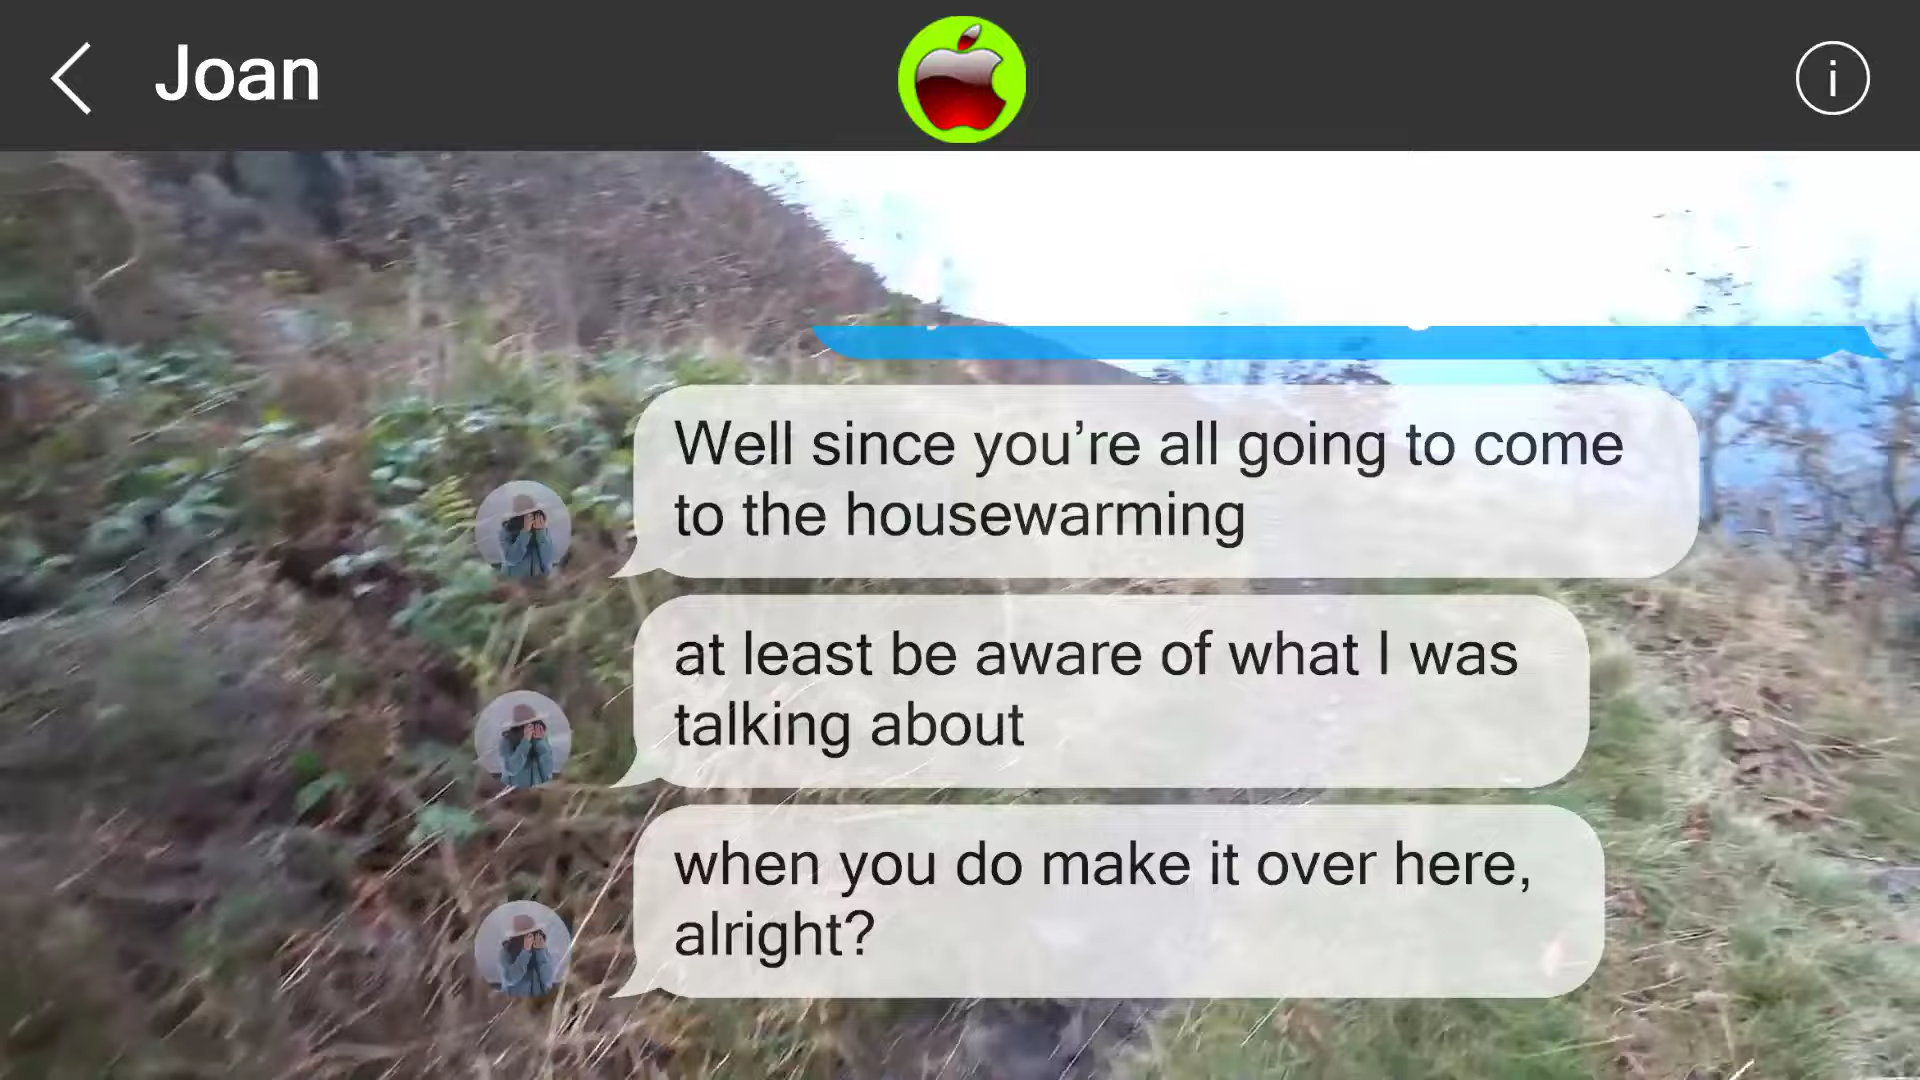 Joan
i
Well since you’re all going to come
to the housewarming
at least be aware of what I was
talking about
when you do make it over here,
alright?